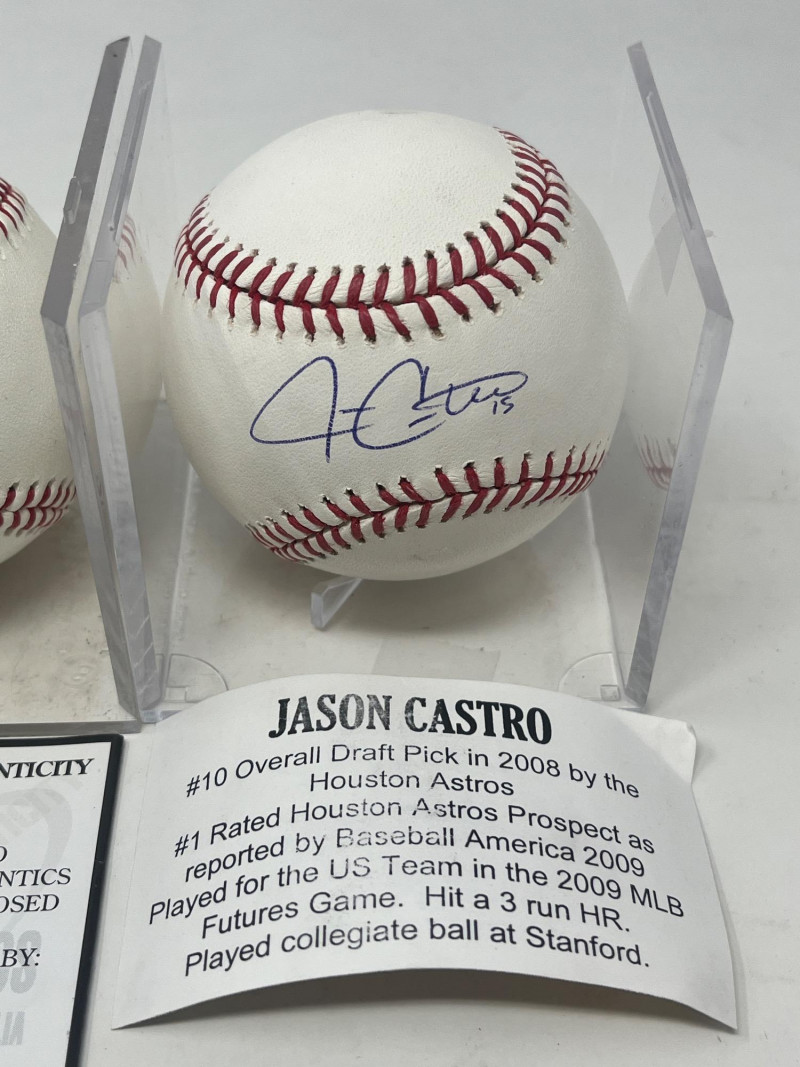 15
JASON CASTRO
#10 Overall Draft Pick in 2008 by the
Houston Astros
#1 Rated Houston Astros Prospect as
reported by Baseball America 2009
Played for the US Team in the 2009 MLB
Futures Game. Hit a 3 run HR.
Played collegiate ball at Stanford.
NTICITY
O
NTICS
OSED
BY: